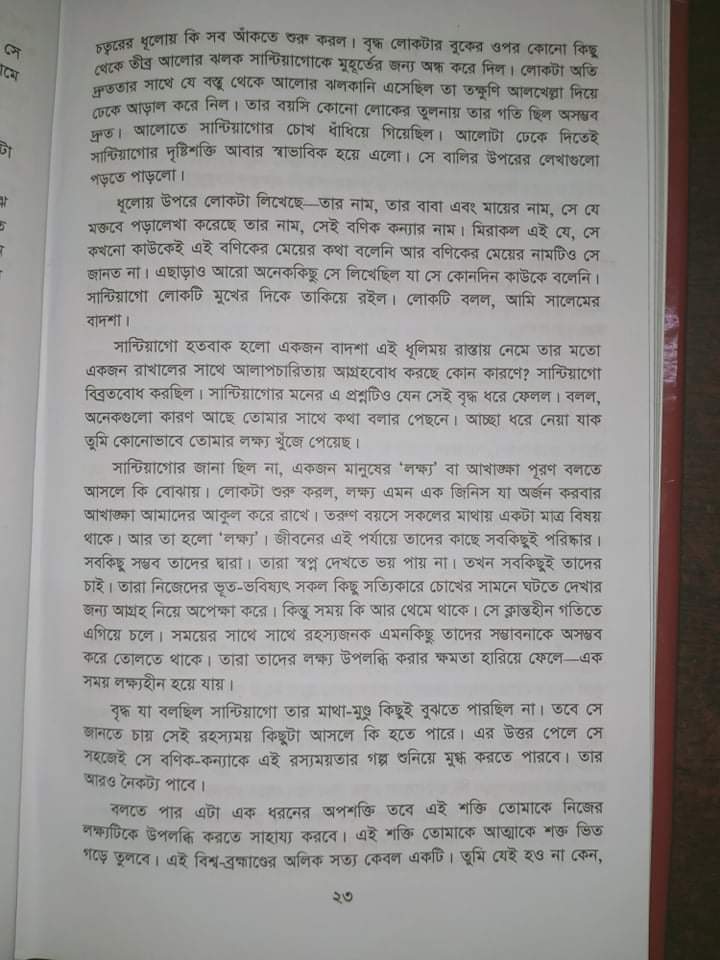 সে
মে
টা
চত্বরের ধূলোয় কি সব আঁকতে শুরু করল। বৃদ্ধ লোকটার বুকের ওপর কোনো কিছু
থেকে তীব্র আলোর ঝলক সান্টিয়াগোকে মুহূর্তের জন্য অন্ধ করে দিল। লোকটা অতি
দ্রুততার সাথে যে বস্তু থেকে আলোর ঝলকানি এসেছিল তা তক্ষুণি আলখেল্লা দিয়ে
ঢেকে আড়াল করে নিল। তার বয়সি কোনো লোকের তুলনায় তার গতি ছিল অসম্ভব
দ্রুত। আলোতে সান্টিয়াগোর চোখ ধাঁধিয়ে গিয়েছিল। আলোটা ঢেকে দিতেই
সান্টিয়াগোর দৃষ্টিশক্তি আবার স্বাভাবিক হয়ে এলো। সে বালির উপরের লেখাগুলো
পড়তে পাড়লো।
ধূলোয় উপরে লোকটা লিখেছে—তার নাম, তার বাবা এবং মায়ের নাম, সে যে
মক্তবে পড়ালেখা করেছে তার নাম, সেই বণিক কন্যার নাম। মিরাকল এই যে, সে
কখনো কাউকেই এই বণিকের মেয়ের কথা বলেনি আর বণিকের মেয়ের নামটিও সে
জানত না। এছাড়াও আরো অনেককিছু সে লিখেছিল যা সে কোনদিন কাউকে বলেনি।
সান্টিয়াগো লোকটি মুখের দিকে তাকিয়ে রইল। লোকটি বলল, আমি সালেমের
বাদশা।
সান্টিয়াগো হতবাক হলো একজন বাদশা এই ধূলিময় রাস্তায় নেমে তার মতো
একজন রাখালের সাথে আলাপচারিতায় আগ্রহবোধ করছে কোন কারণে? সান্টিয়াগো
বিব্রতবোধ করছিল। সান্টিয়াগোর মনের এ প্রশ্নটিও যেন সেই বৃদ্ধ ধরে ফেলল। বলল,
অনেকগুলো কারণ আছে তোমার সাথে কথা বলার পেছনে। আচ্ছা ধরে নেয়া যাক
তুমি কোনোভাবে তোমার লক্ষ্য খুঁজে পেয়েছ।
সান্টিয়াগোর জানা ছিল না, একজন মানুষের ‘লক্ষ্য’ বা আখাঙ্ক্ষা পূরণ বলতে
আসলে কি বোঝায়। লোকটা শুরু করল, লক্ষ্য এমন এক জিনিস যা অর্জন করবার
আখাঙ্ক্ষা আমাদের আকুল করে রাখে। তরুণ বয়সে সকলের মাথায় একটা মাত্র বিষয়
থাকে। আর তা হলো ‘লক্ষ্য’। জীবনের এই পর্যায়ে তাদের কাছে সবকিছুই পরিষ্কার।
সবকিছু সম্ভব তাদের দ্বারা। তারা স্বপ্ন দেখতে ভয় পায় না। তখন সবকিছুই তাদের
চাই। তারা নিজেদের ভূত-ভবিষ্যৎ সকল কিছু সত্যিকারে চোখের সামনে ঘটতে দেখার
জন্য আগ্রহ নিয়ে অপেক্ষা করে। কিন্তু সময় কি আর থেমে থাকে। সে ক্লান্তহীন গতিতে
এগিয়ে চলে। সময়ের সাথে সাথে রহস্যজনক এমনকিছু তাদের সম্ভাবনাকে অসম্ভব
করে তোলতে থাকে। তারা তাদের লক্ষ্য উপলব্ধি করার ক্ষমতা হারিয়ে ফেলে—এক
সময় লক্ষ্যহীন হয়ে যায়।
বৃদ্ধ যা বলছিল সান্টিয়াগো তার মাথা-মুণ্ডু কিছুই বুঝতে পারছিল না। তবে সে
জানতে চায় সেই রহস্যময় কিছুটা আসলে কি হতে পারে। এর উত্তর পেলে সে
সহজেই সে বণিক-কন্যাকে এই রস্যময়তার গল্প শুনিয়ে মুগ্ধ করতে পারবে। তার
আরও নৈকট্য পাবে।
বলতে পার এটা এক ধরনের অপশক্তি তবে এই শক্তি তোমাকে নিজের
লক্ষ্যটিকে উপলব্ধি করতে সাহায্য করবে। এই শক্তি তোমাকে আত্মাকে শক্ত ভিত
গড়ে তুলবে। এই বিশ্ব-ব্রহ্মাণ্ডের অলিক সত্য কেবল একটি। তুমি যেই হও না কেন,
২৩